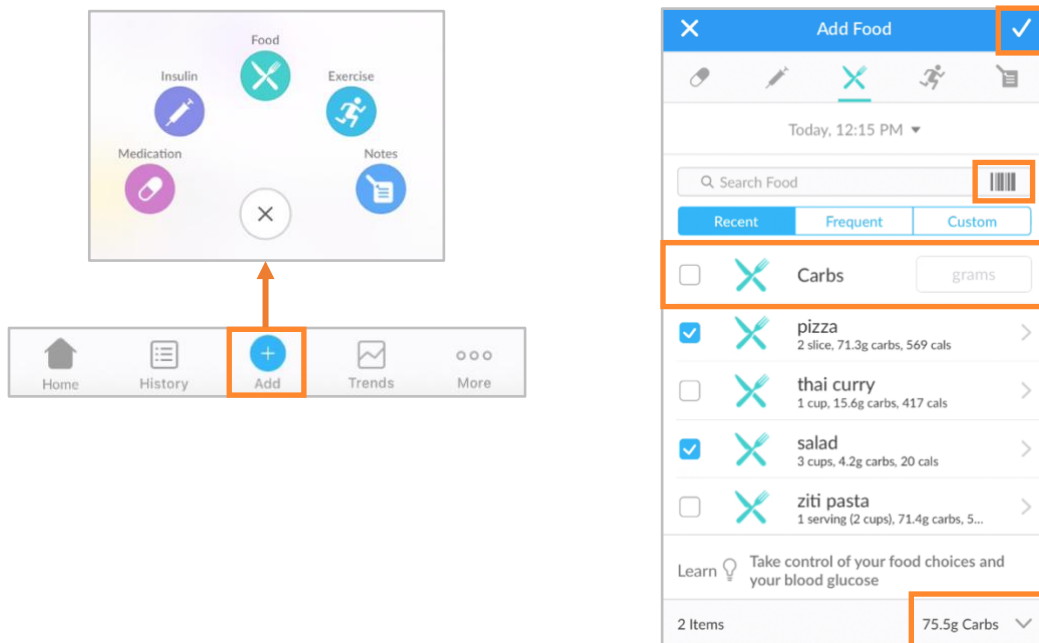 Food
Insulin
Exercise
Medication
Notes
Home
History
Add
Trends
More
Add Food
Today, 12:15 PM
Search Food
Recent
Frequent
Custom
Carbs
grams
pizza
2 slice, 71.3g carbs, 569 cals
thai curry
1 cup, 15.6g carbs, 417 cals
salad
3 cups, 4.2g carbs, 20 cals
ziti pasta
1 serving (2 cups), 71.4g carbs, 5...
Learn
Take control of your food choices and
your blood glucose
2 Items
75.5g Carbs